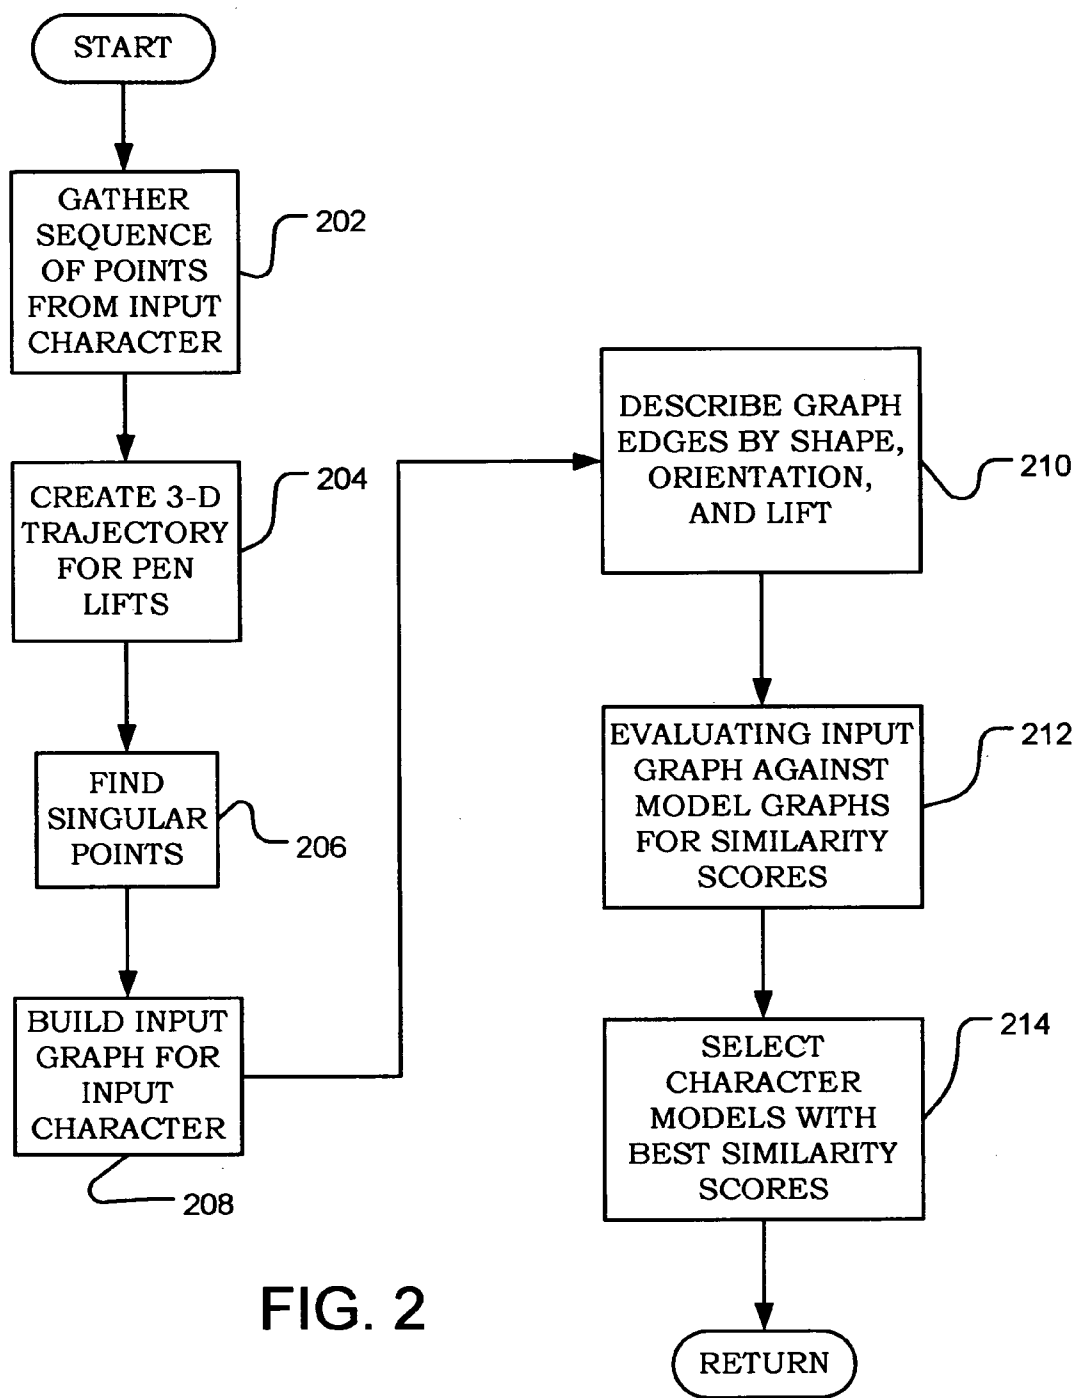 START
GATHER
SEQUENCE
OF POINTS
FROM INPUT
CHARACTER
202
CREATE 3-D
TRAJECTORY
FOR PEN
LIFTS
204
FIND
SINGULAR
POINTS
206
BUILD INPUT
GRAPH FOR
INPUT
CHARACTER
208
DESCRIBE GRAPH
EDGES BY SHAPE,
ORIENTATION,
AND LIFT
210
EVALUATING INPUT
GRAPH AGAINST
MODEL GRAPHS
FOR SIMILARITY
SCORES
212
SELECT
CHARACTER
MODELS WITH
BEST SIMILARITY
SCORES
214
RETURN
FIG. 2